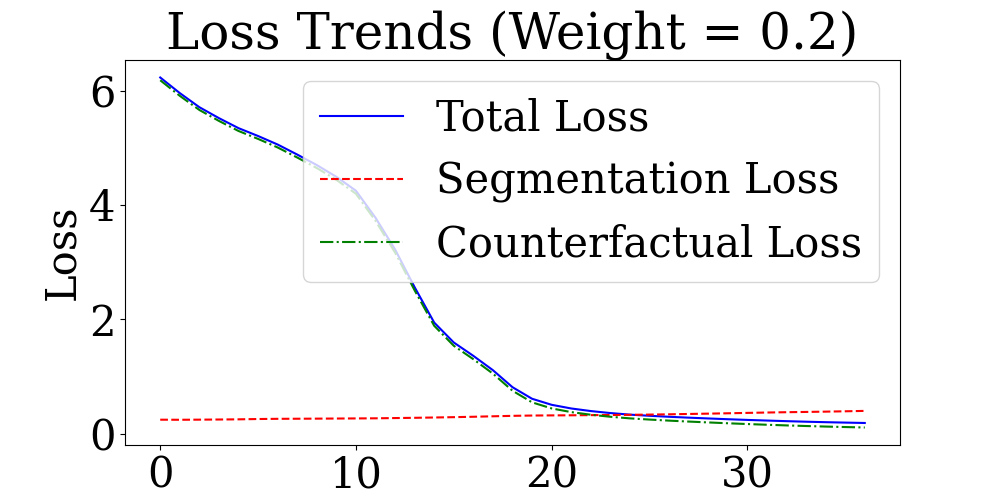 Loss Trends (Weight = 0.2)
6
4
2
0
Loss
Total Loss
Segmentation Loss
Counterfactual Loss
0 10 20 30